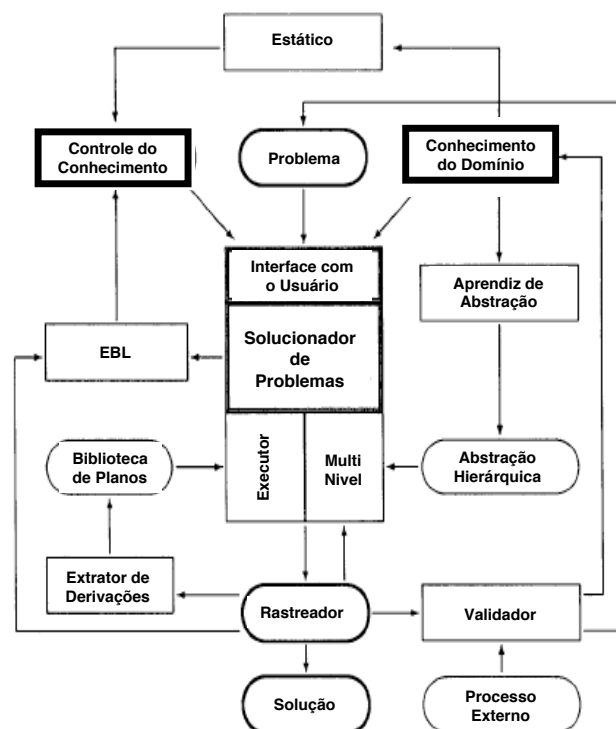 Estático
Controle do
Conhecimento
Problema
Conhecimento
do Domínio
Interface com
o Usuário
Aprendiz de
Abstração
EBL
Solucionador
de
Problemas
Biblioteca
de Planos
Executor
Multi
Nivel
Abstração
Hierárquica
Extrator de
Derivações
Rastreador
Validador
Solução
Processo
Externo